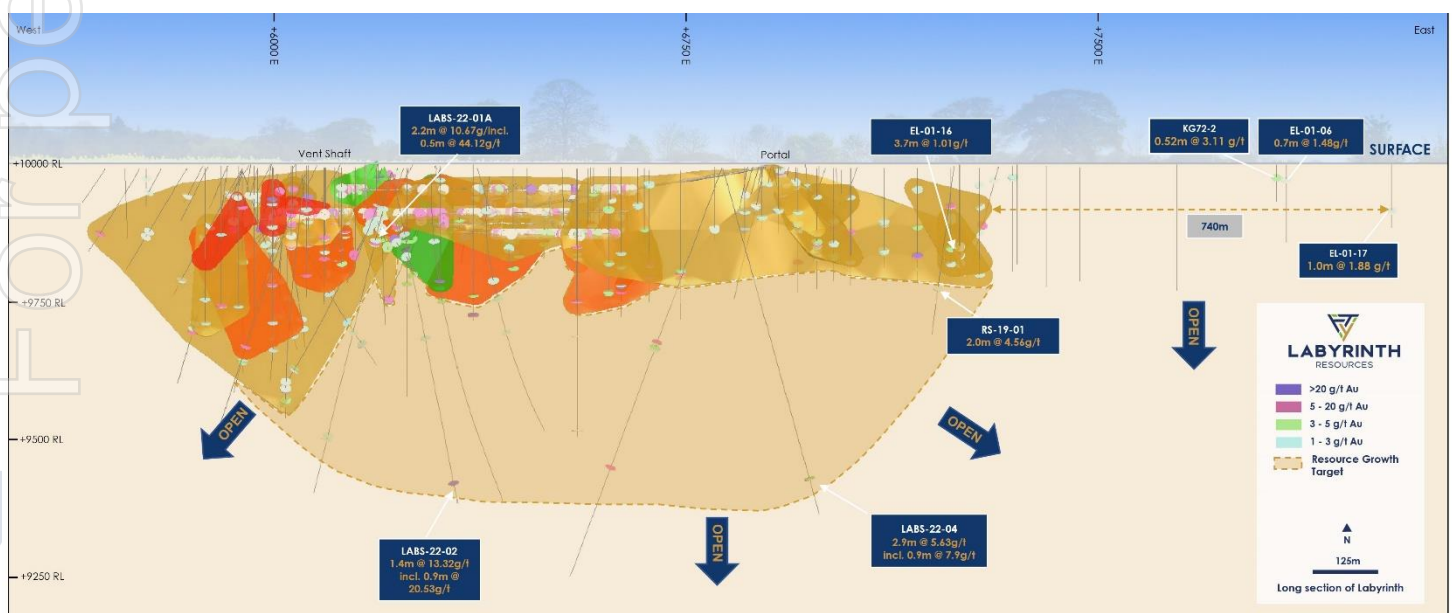 For pe
West
+6000 E
+6750 E
+7500 E
East
LABS-22-01A
2.2m @ 10.67g/incl.
0.5m @ 44.12g/t
Vent Shaft
Portal
EL-01-16
3.7m @ 1.01g/t
KG72-2
0.52m @ 3.11 g/t
EL-01-06
0.7m @ 1.48g/t
SURFACE
+10000 RL
740m
EL-01-17
1.0m @ 1.88 g/t
+9750 RL
RS-19-01
2.0m @ 4.56g/t
OPEN
LABYRINTH
RESOURCES
>20 g/t Au
5 - 20 g/t Au
3 - 5 g/t Au
1 - 3 g/t Au
Resource Growth
Target
OPEN
OPEN
+9500 RL
OPEN
LABS-22-02
1.4m @ 13.32g/t
incl. 0.9m @
20.53g/t
LABS-22-04
2.9m @ 5.63g/t
incl. 0.9m @ 7.9g/t
N
125m
Long section of Labyrinth
+9250 RL